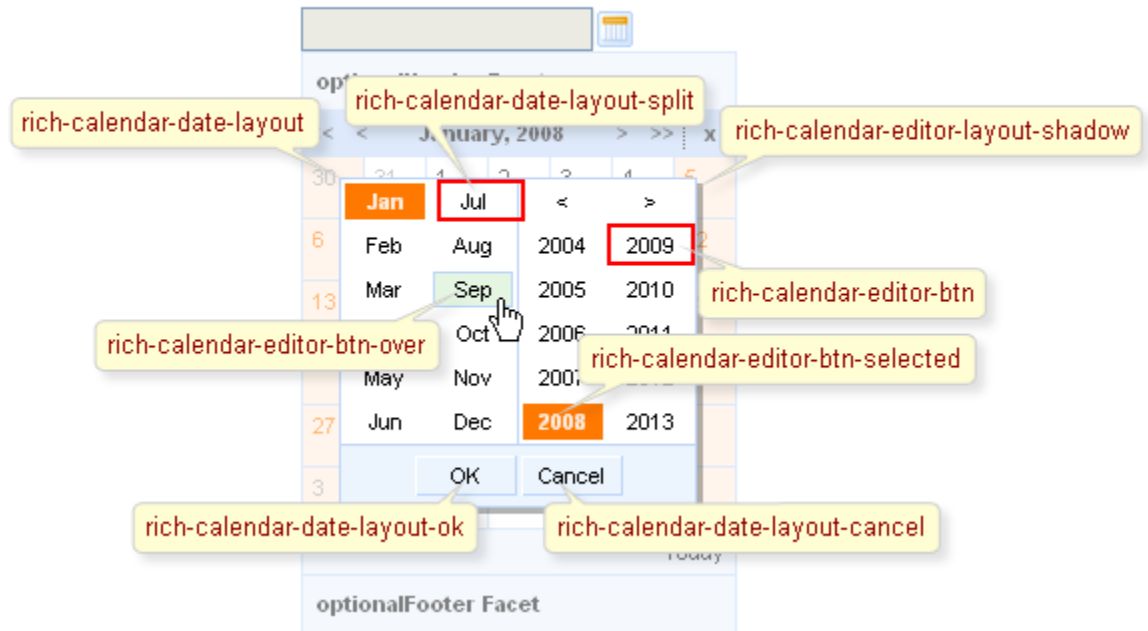 rich-calendar-date-layout-split
rich-calendar-date-layout
< < January, 2008 > >> x
rich-calendar-editor-layout-shadow
30 31 1 2 3 4 5
Jan Jul < >
6 Feb Aug 2004 2009
Mar Sep 2005 2010
rich-calendar-editor-btn
13
rich-calendar-editor-btn-over
Oct 2006 2011
rich-calendar-editor-btn-selected
May Nov 2007
27 Jun Dec 2008 2013
OK Cancel
3
rich-calendar-date-layout-ok
rich-calendar-date-layout-cancel
Today
optionalFooter Facet